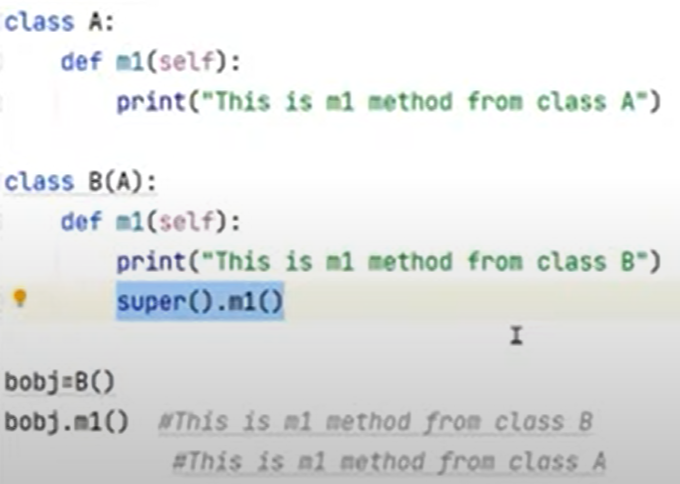 class A:
    def m1(self):
        print("This is m1 method from class A")
class B(A):
    def m1(self):
        print("This is m1 method from class B")
        super().m1()
bobj=B()
bobj.m1()  #This is m1 method from class B
           #This is m1 method from class A